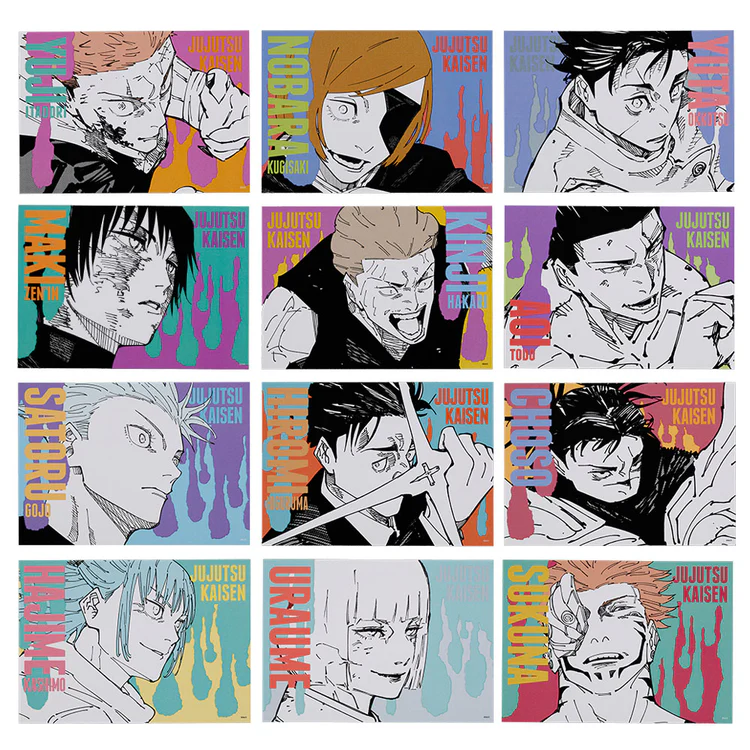 YUJI
ITADORI
JUJUTSU
KAISEN
NOBARA
KUGISAKI
JUJUTSU
KAISEN
JUJUTSU
KAISEN
YUTA
OKKOTSU
MAKI
ZEN'IN
JUJUTSU
KAISEN
JUJUTSU
KAISEN
KINJI
HAKARI
JUJUTSU
KAISEN
AOI
TODO
SATORU
GOJO
JUJUTSU
KAISEN
HIROMI
HIGURUMA
JUJUTSU
KAISEN
CHOSO
JUJUTSU
KAISEN
HAJIME
KASHIMO
JUJUTSU
KAISEN
URAUME
JUJUTSU
KAISEN
SUKUNA
JUJUTSU
KAISEN